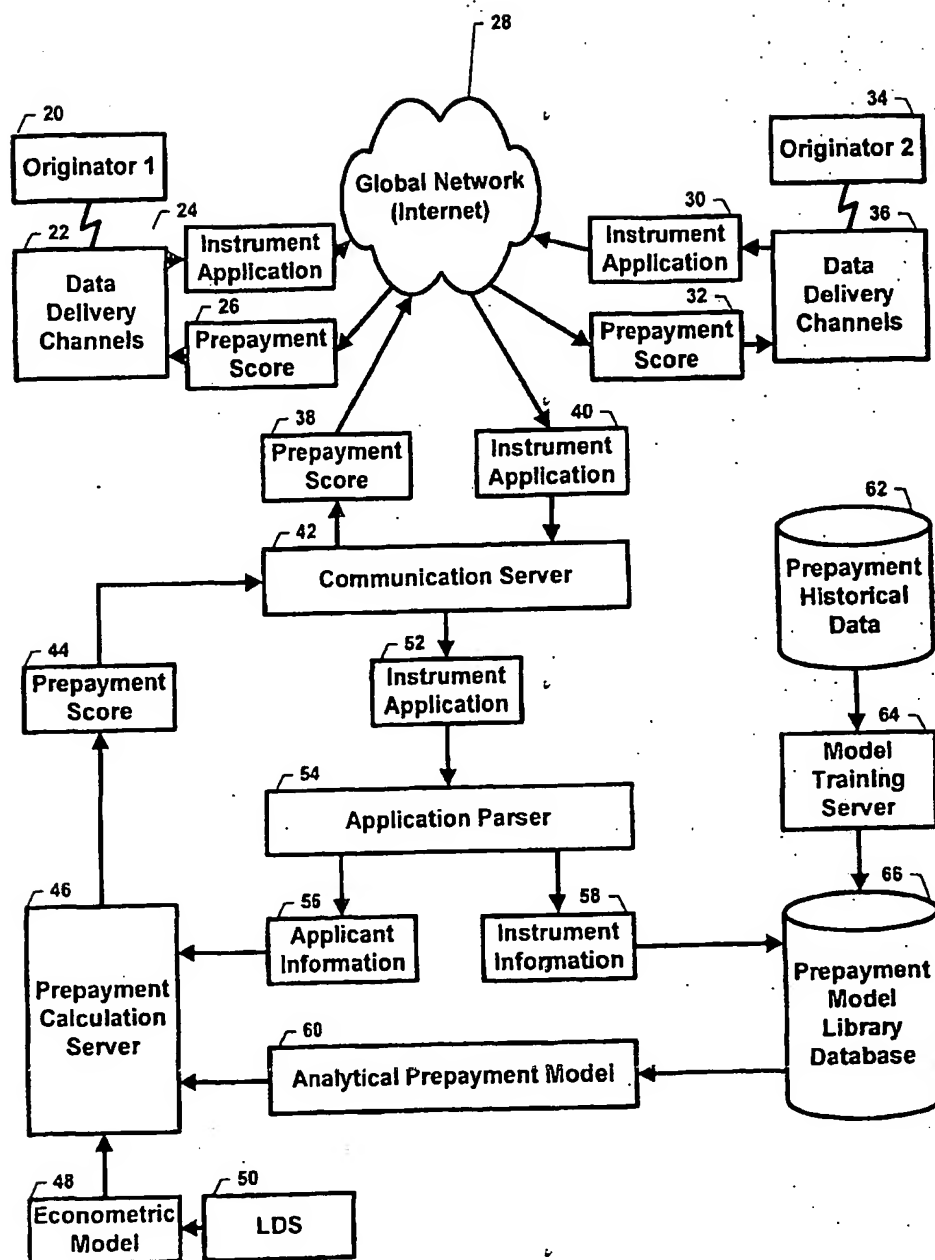 28
20
Originator 1
34
Originator 2
Global Network
(Internet)
22
24
Data
Delivery
Channels
Instrument
Application
26
Prepayment
Score
30
Instrument
Application
36
Data
Delivery
Channels
32
Prepayment
Score
38
Prepayment
Score
40
Instrument
Application
42
Communication Server
62
Prepayment
Historical
Data
44
Prepayment
Score
52
Instrument
Application
54
Application Parser
64
Model
Training
Server
46
Prepayment
Calculation
Server
56
Applicant
Information
58
Instrument
Information
66
Prepayment
Model
Library
Database
60
Analytical Prepayment Model
48
Econometric
Model
50
LDS